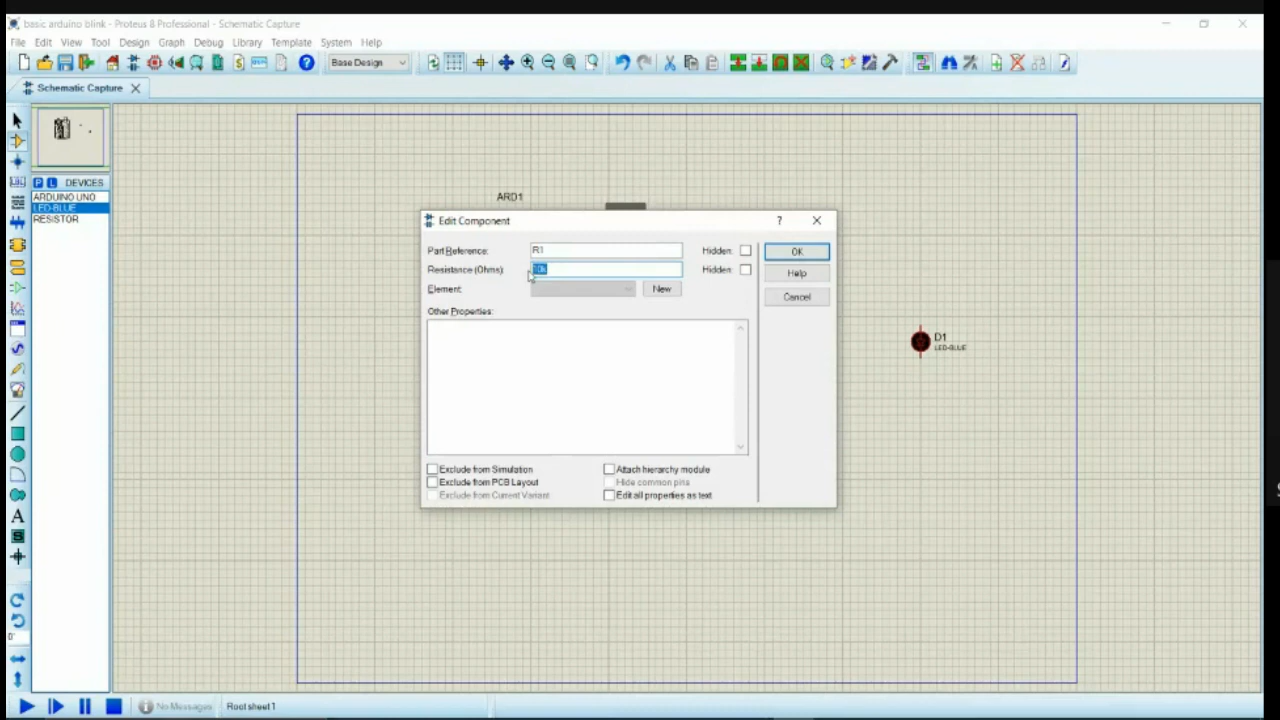 basic arduino blink - Proteus 8 Professional - Schematic Capture
File Edit View Tool Design Graph Debug Library Template System Help
Base Design
Schematic Capture
P L DEVICES
ARDUINO UNO
LED-BLUE
RESISTOR
ARD1
Edit Component
Part Reference: R1 Hidden: OK
Resistance (Ohms): 10k Hidden: Help
Element: New Cancel
Other Properties:
D1
LED-BLUE
Exclude from Simulation Attach hierarchy module
Exclude from PCB Layout Hide common pins
Exclude from Current Variant Edit all properties as text
A
S
0°
No Messages Root sheet 1